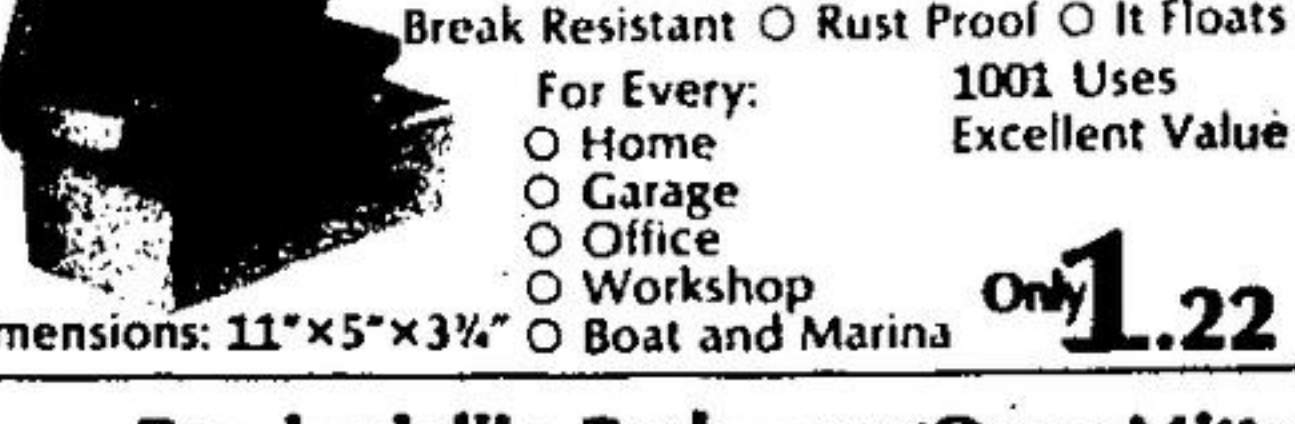 Break Resistant O Rust Proof O It Floats
For Every:
1001 Uses
Excellent Value
O Home
O Garage
O Office
O Workshop
O Boat and Marina
Only 1.22
mensions: 11"×5"×3¼"